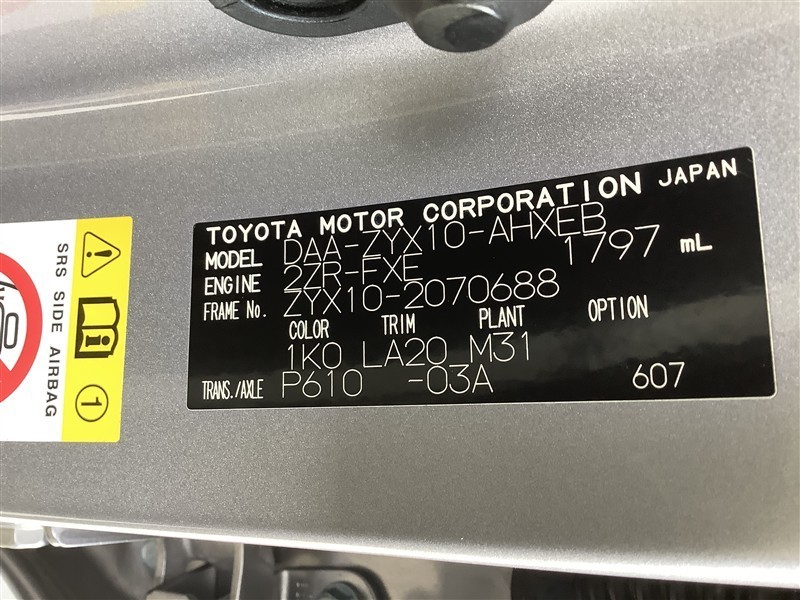 TOYOTA MOTOR CORPORATION JAPAN
MODEL DAA-ZYX10-AHXEB
ENGINE 2ZR-FXE 1797 mL
FRAME No. ZYX10-2070688
COLOR TRIM PLANT OPTION
1K0 LA20 M31
TRANS./AXLE P610 -03A 607
SRS SIDE AIRBAG
1